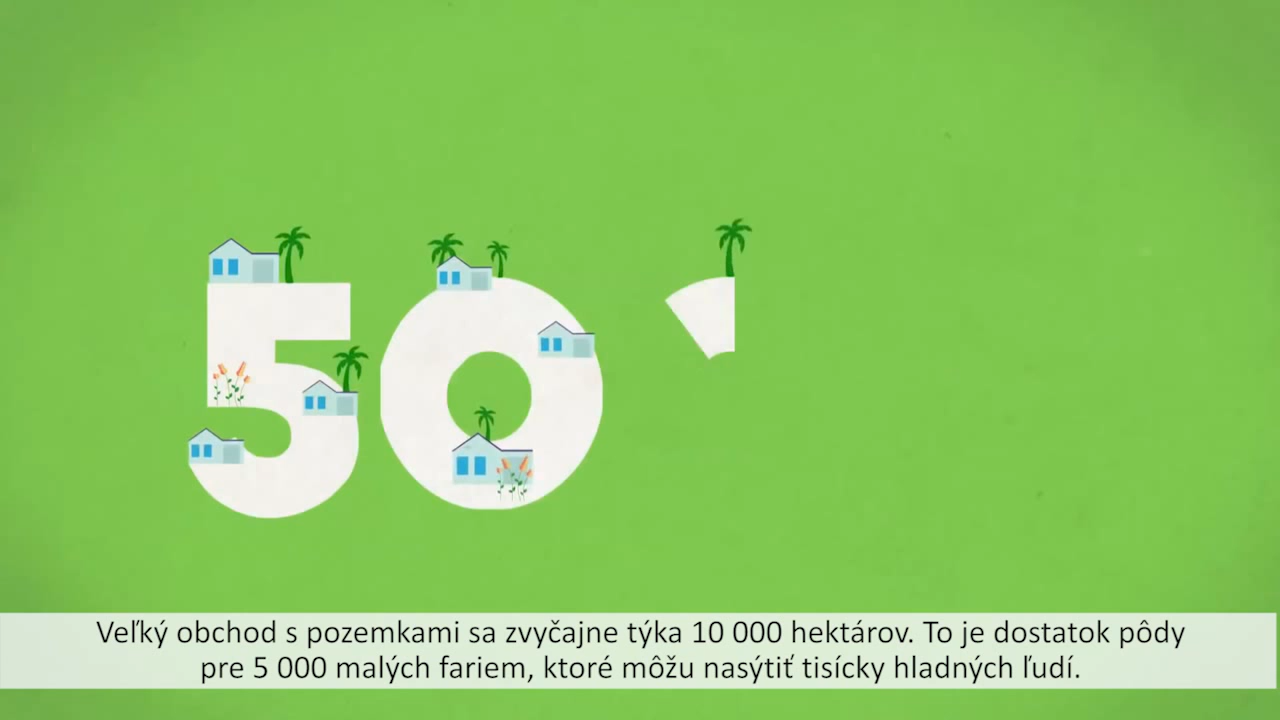 50
Veľký obchod s pozemkami sa zvyčajne týka 10 000 hektárov. To je dostatok pôdy
pre 5 000 malých fariem, ktoré môžu nasýtiť tisícky hladných ľudí.